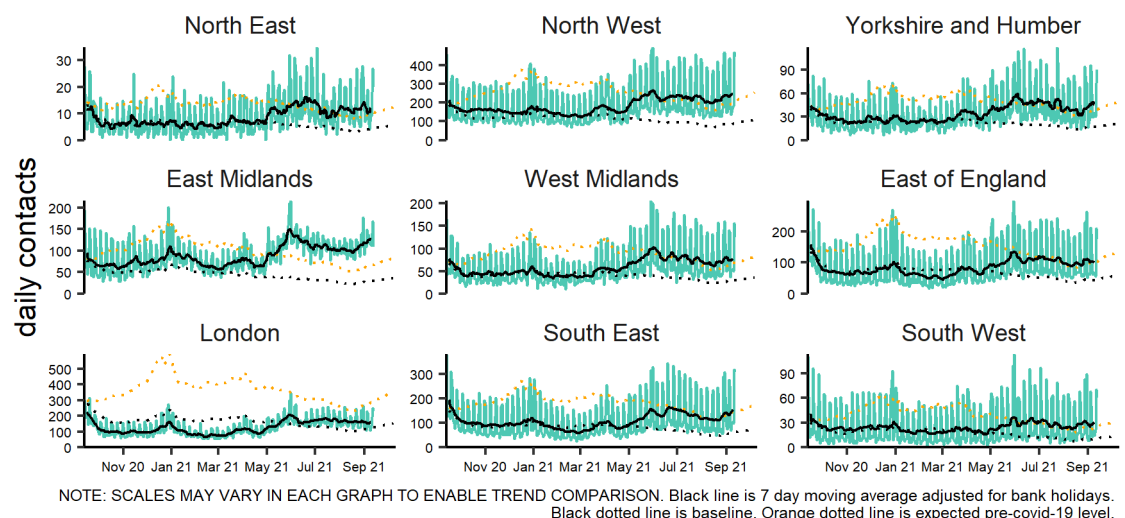 North East
North West
Yorkshire and Humber
30
20
10
0
400
300
200
100
0
90
60
30
0
East Midlands
West Midlands
East of England
200
150
100
50
0
200
150
100
50
0
200
100
0
London
South East
South West
500
400
300
200
100
0
300
200
100
0
90
60
30
0
daily contacts
Nov 20 Jan 21 Mar 21 May 21 Jul 21 Sep 21
Nov 20 Jan 21 Mar 21 May 21 Jul 21 Sep 21
Nov 20 Jan 21 Mar 21 May 21 Jul 21 Sep 21
NOTE: SCALES MAY VARY IN EACH GRAPH TO ENABLE TREND COMPARISON. Black line is 7 day moving average adjusted for bank holidays.
Black dotted line is baseline. Orange dotted line is expected pre-covid-19 level.